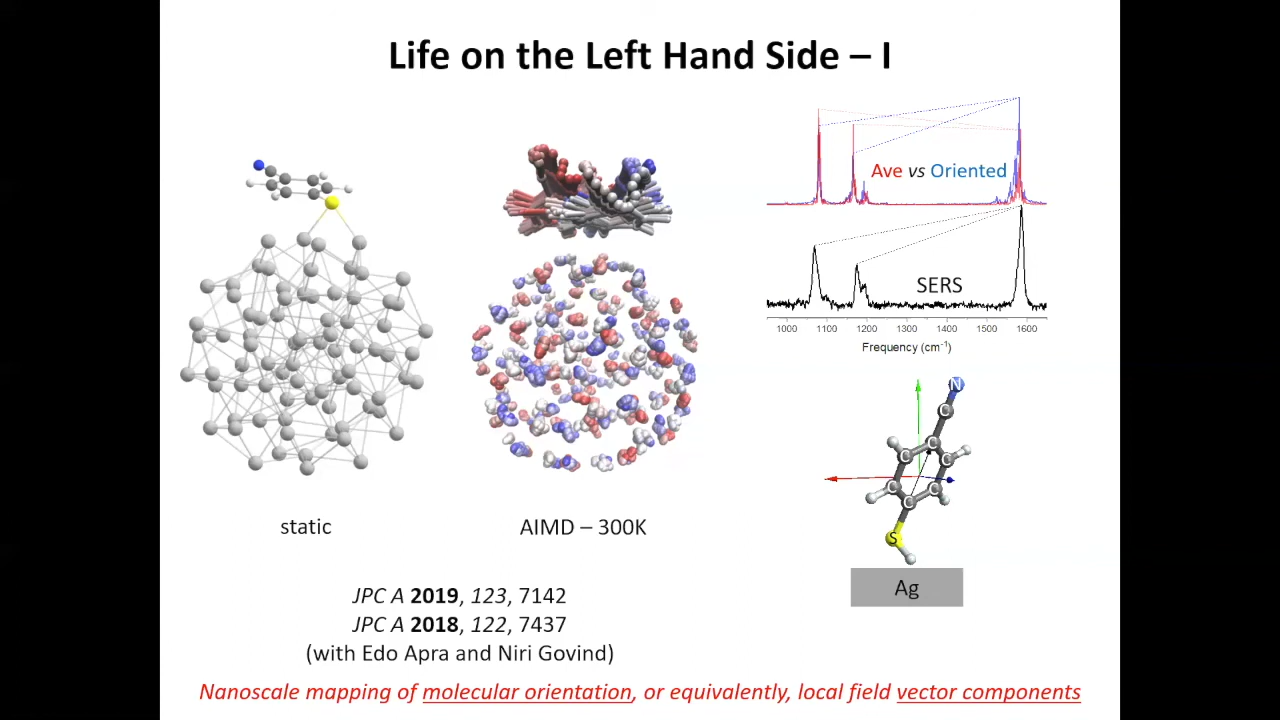 Life on the Left Hand Side – I
Ave vs Oriented
SERS
1000 1100 1200 1300 1400 1500 1600
Frequency (cm-1)
N
C
C
C
C
C
C
C
S
Ag
static
AIMD – 300K
JPC A 2019, 123, 7142
JPC A 2018, 122, 7437
(with Edo Apra and Niri Govind)
Nanoscale mapping of molecular orientation, or equivalently, local field vector components